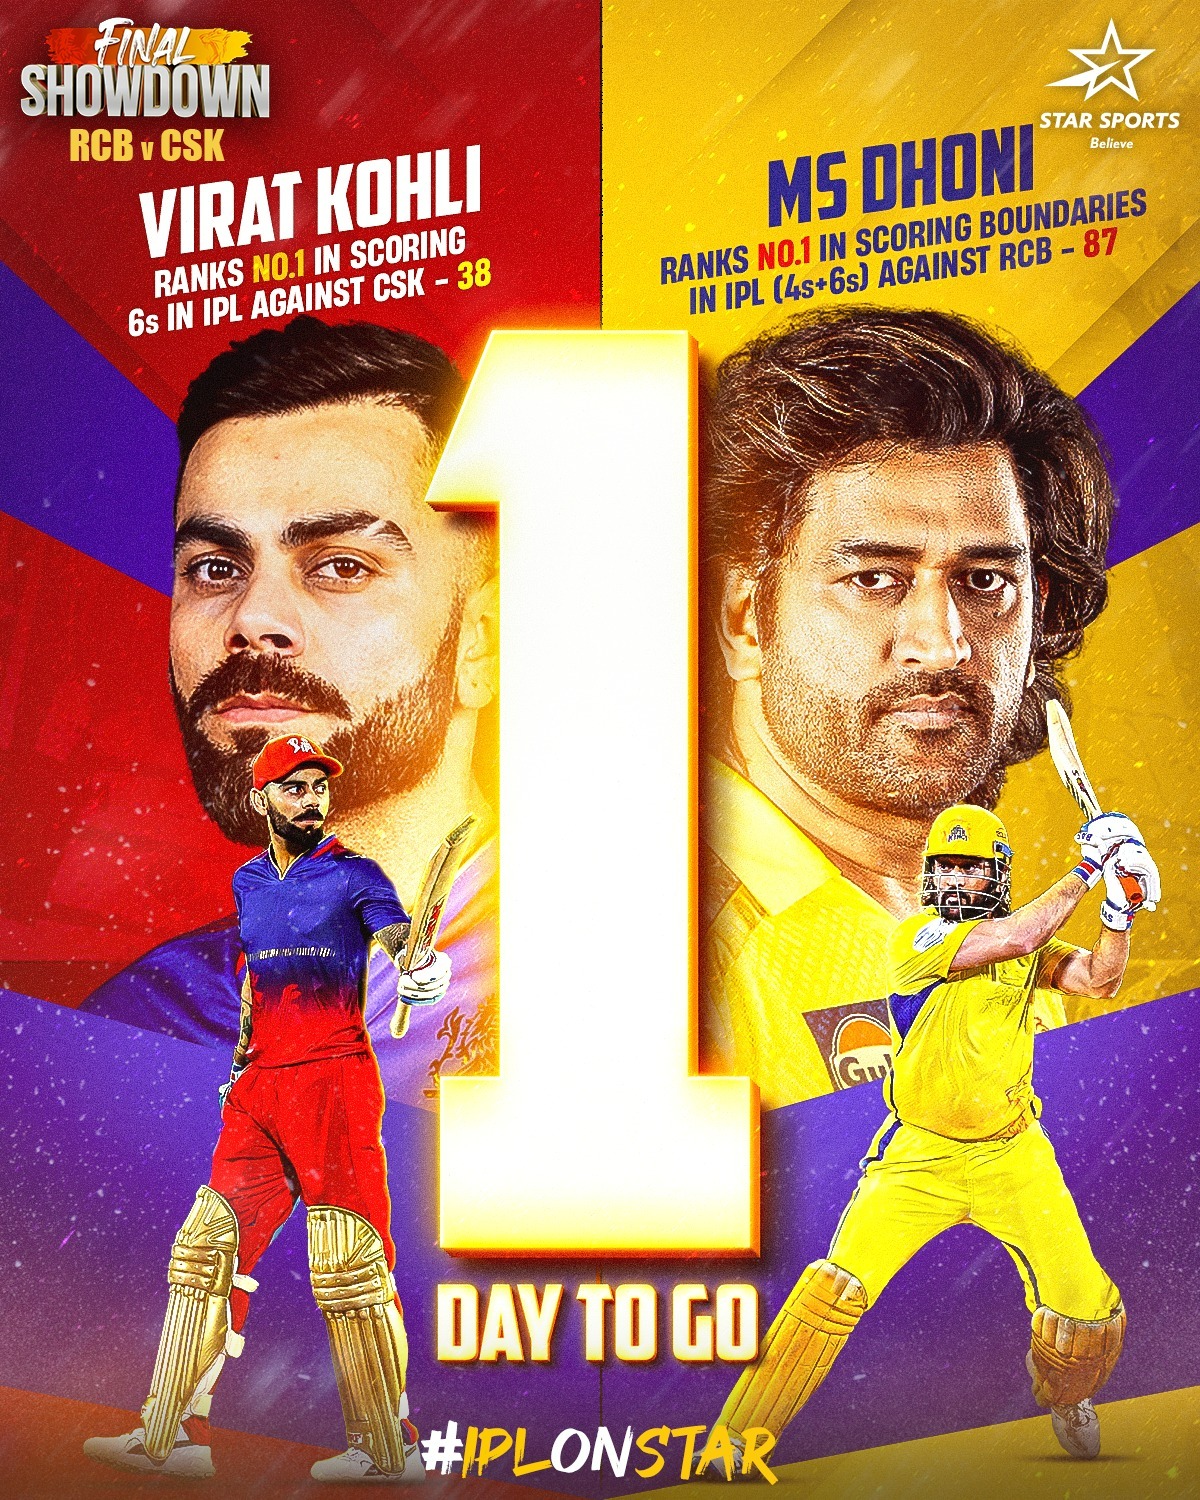 FINAL
SHOWDOWN
RCB v CSK
STAR SPORTS
Believe
VIRAT KOHLI
RANKS NO.1 IN SCORING
6s IN IPL AGAINST CSK – 38
MS DHONI
RANKS NO.1 IN SCORING BOUNDARIES
IN IPL (4s+6s) AGAINST RCB – 87
1
DAY TO GO
#IPLONSTAR